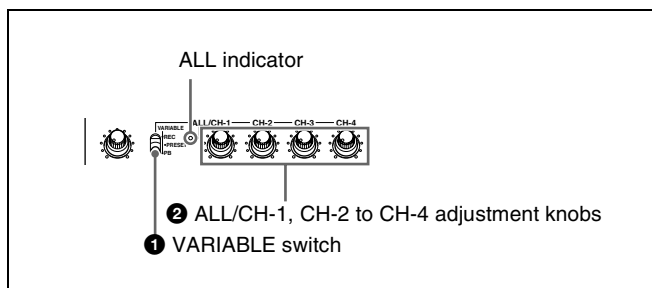 ALL indicator
ALL/CH-1 CH-2 CH-3 CH-4
VARIABLE
REC
•PRESET
PB
❷ ALL/CH-1, CH-2 to CH-4 adjustment knobs
❶ VARIABLE switch